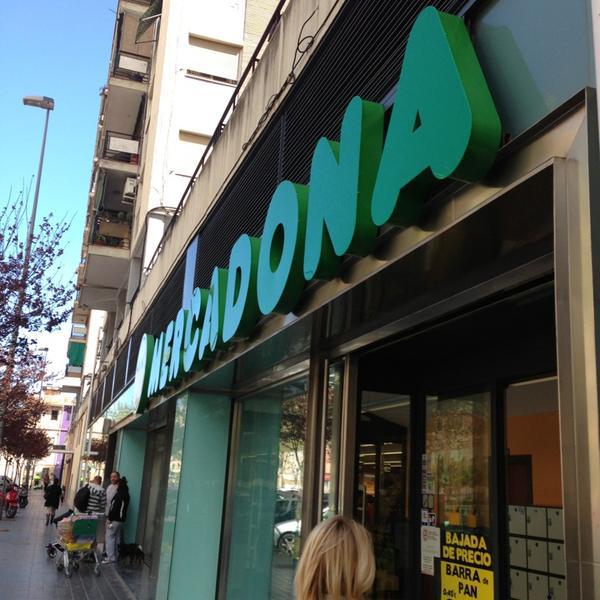 MERCADONA
BAJADA
DE PRECIO
BARRA de
PAN